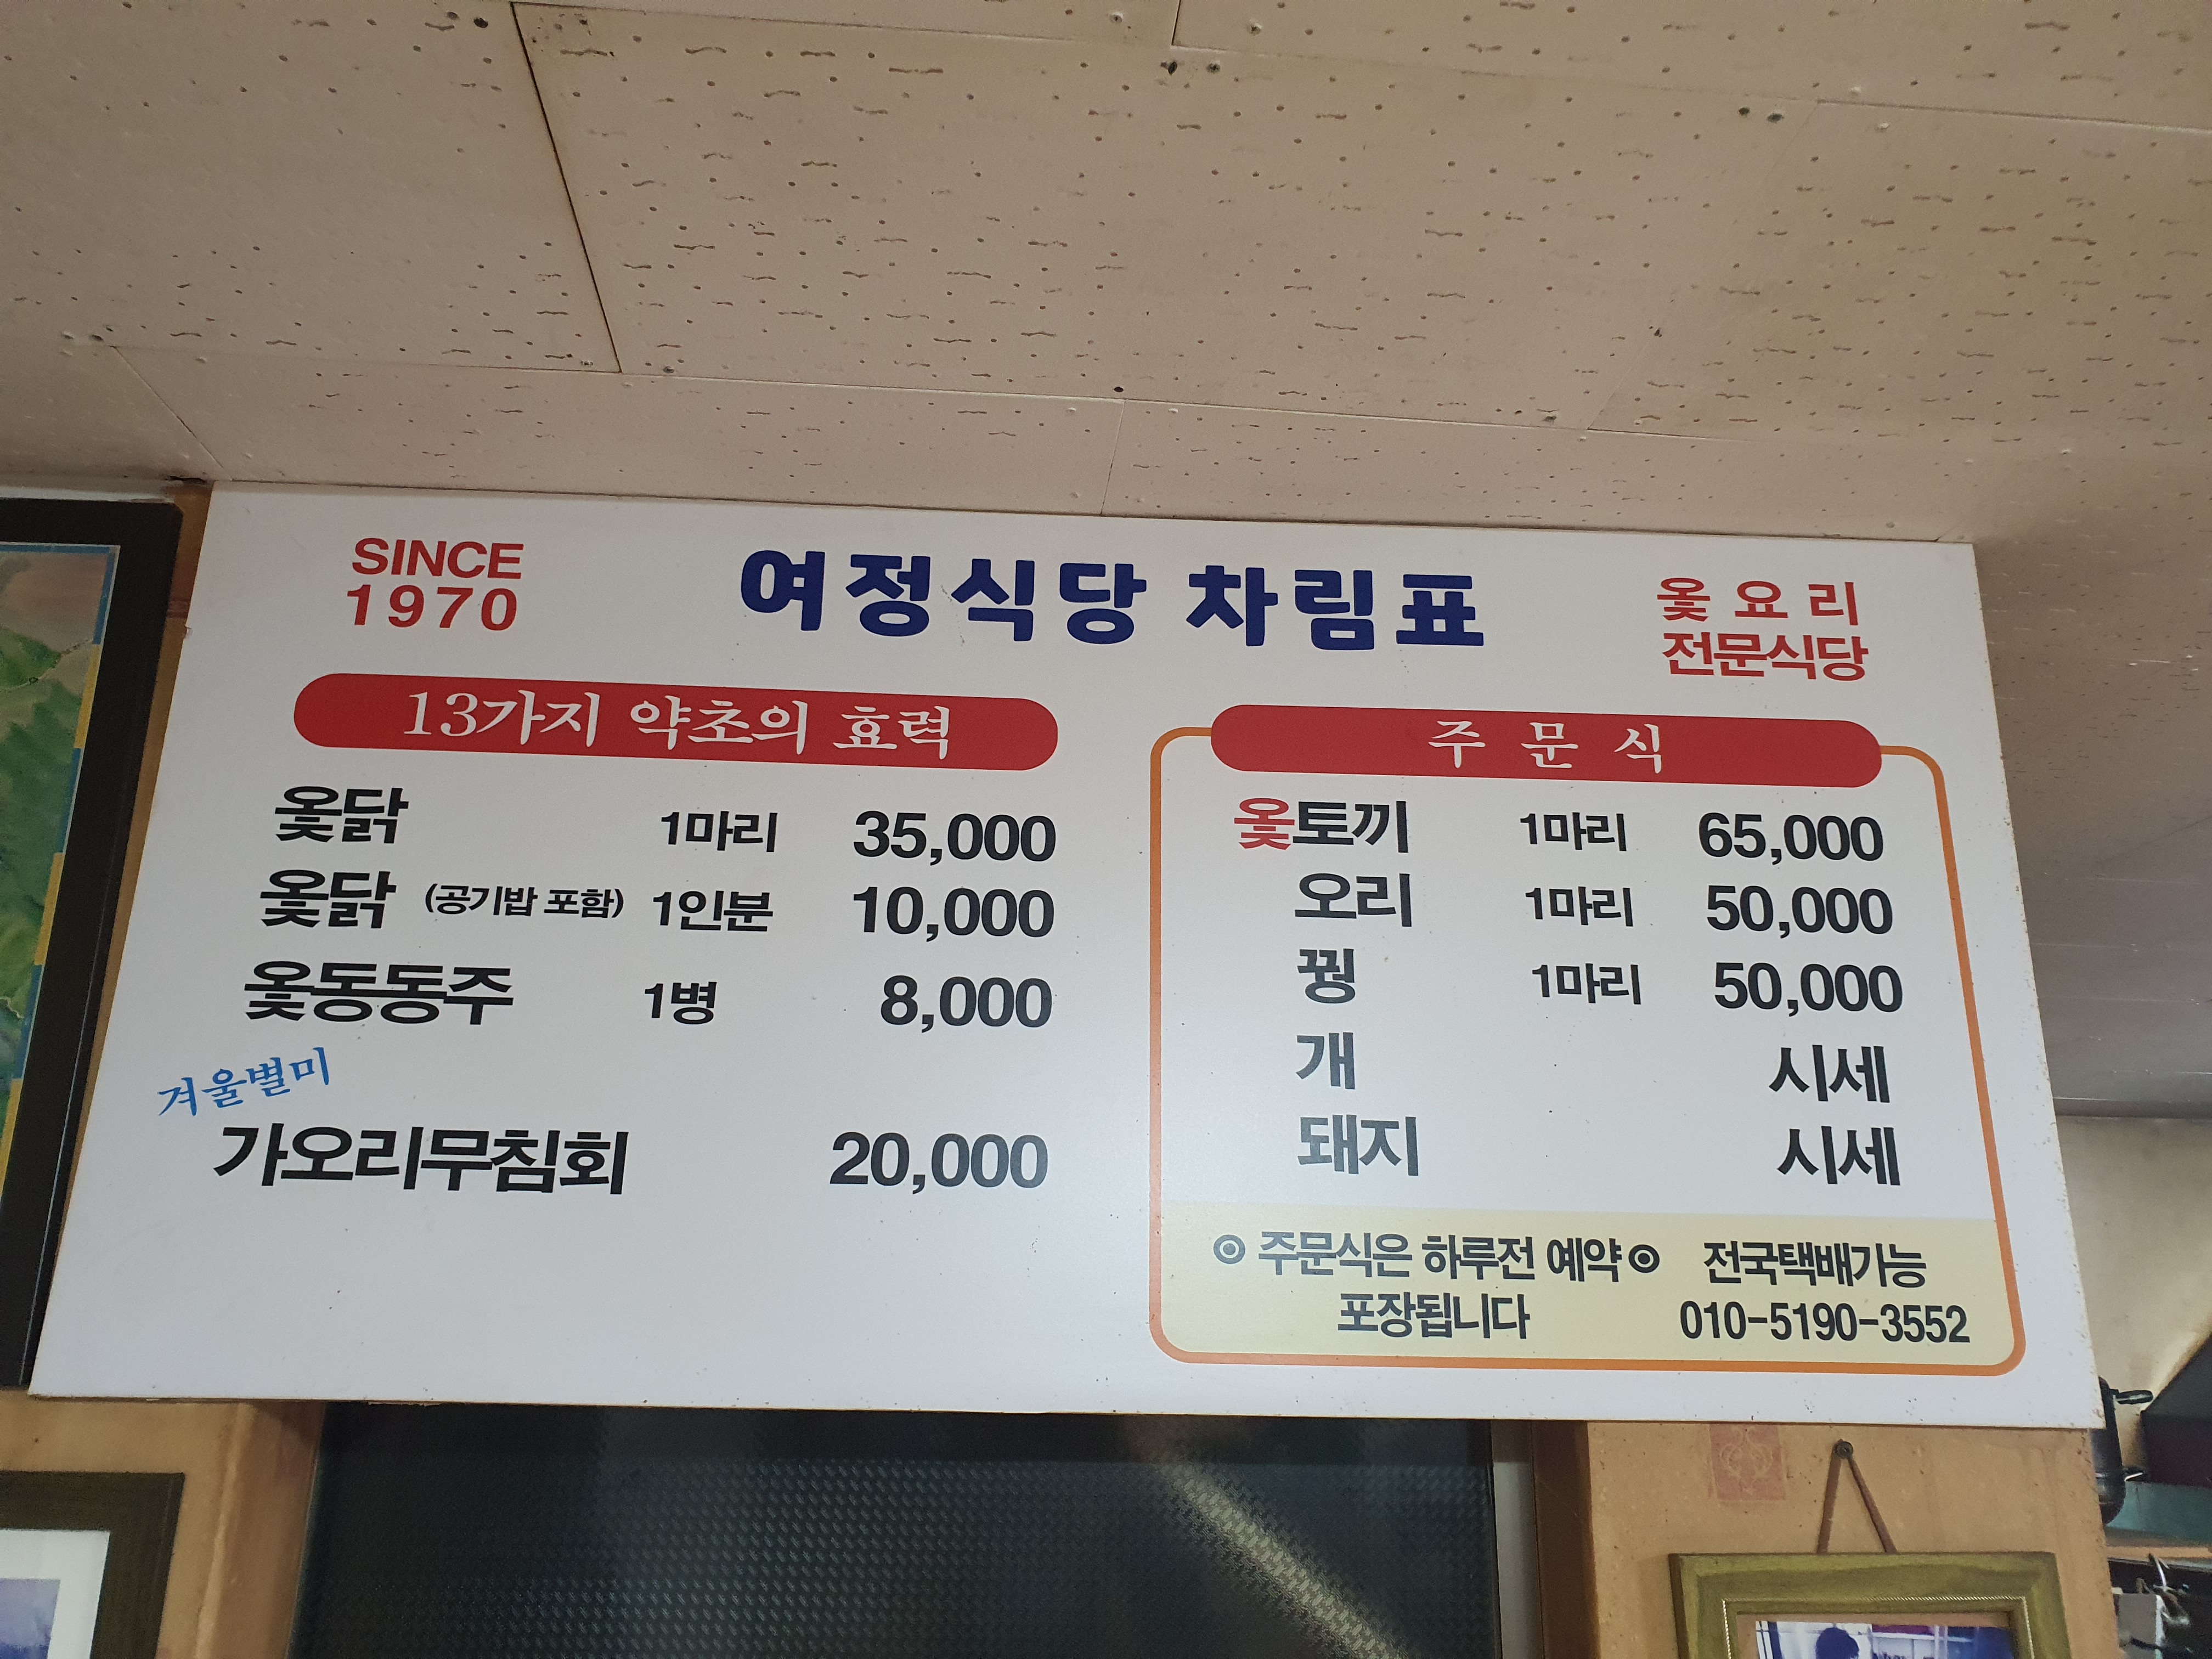 SINCE
1970
여정식당 차림표
옻요리
전문식당
13가지 약초의 효력
옻닭 1마리 35,000
옻닭 (공기밥 포함) 1인분 10,000
옻동동주 1병 8,000
겨울별미
가오리무침회 20,000
주문식
옻토끼 1마리 65,000
오리 1마리 50,000
꿩 1마리 50,000
개 시세
돼지 시세
◎ 주문식은 하루전 예약 ◎ 전국택배가능
포장됩니다 010-5190-3552